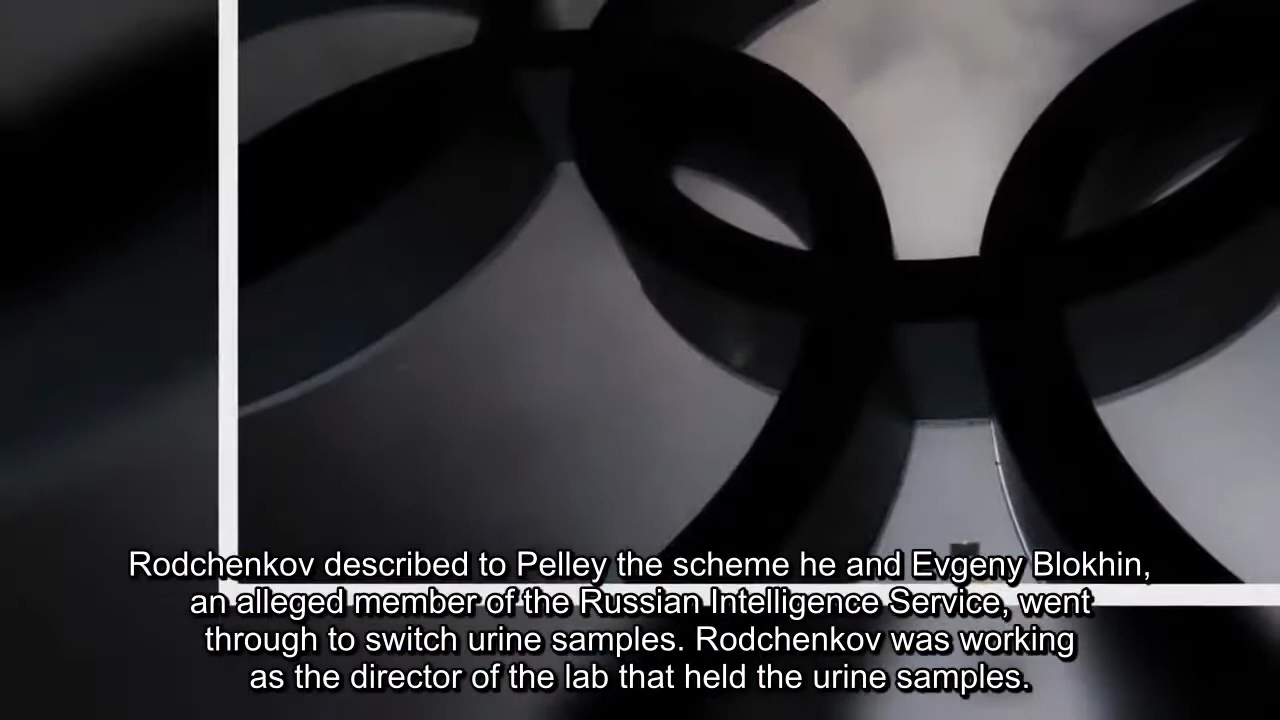 Rodchenkov described to Pelley the scheme he and Evgeny Blokhin,
an alleged member of the Russian Intelligence Service, went
through to switch urine samples. Rodchenkov was working
as the director of the lab that held the urine samples.